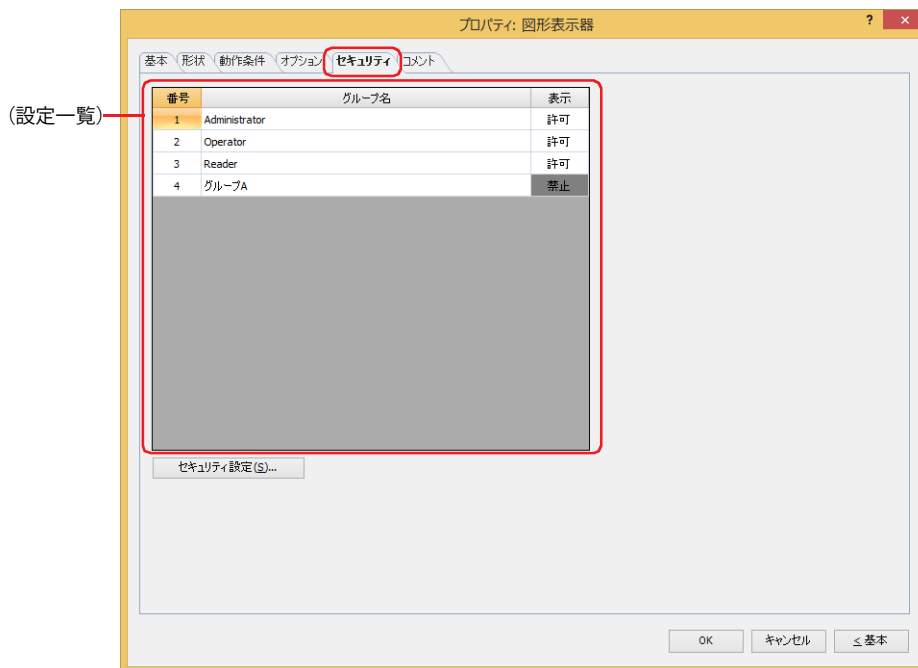 プロパティ: 図形表示器
? ×
基本 形状 動作条件 オプション セキュリティ コメント
(設定一覧)
番号 グループ名 表示
1 Administrator 許可
2 Operator 許可
3 Reader 許可
4 グループA 禁止
セキュリティ設定(S)...
OK キャンセル ≤基本